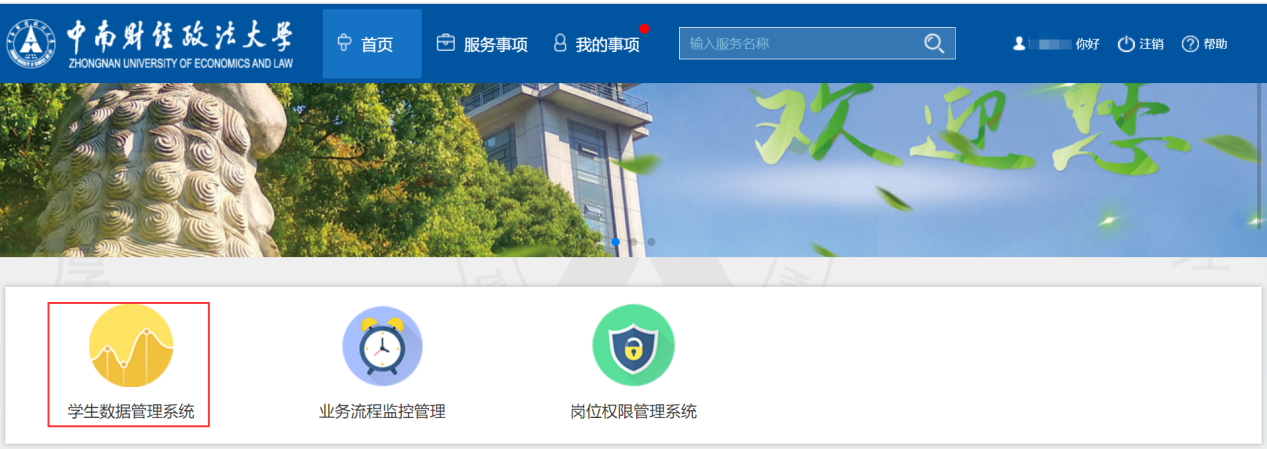 中南财经政法大学
ZHONGNAN UNIVERSITY OF ECONOMICS AND LAW
首页
服务事项
我的事项
输入服务名称
你好
注销
帮助
欢迎您
学生数据管理系统
业务流程监控管理
岗位权限管理系统